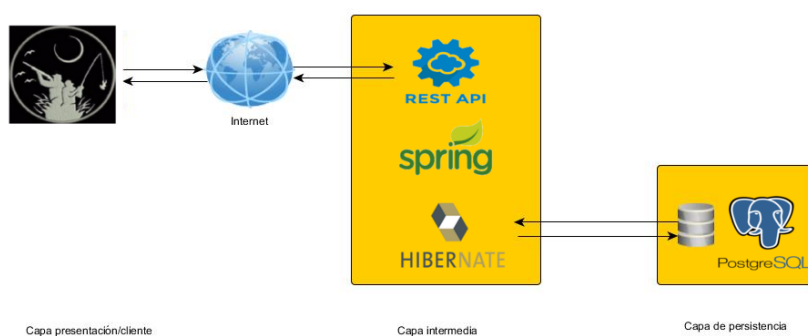 REST API
Internet
spring
HIBERNATE
PostgreSQL
Capa presentación/cliente
Capa intermedia
Capa de persistencia